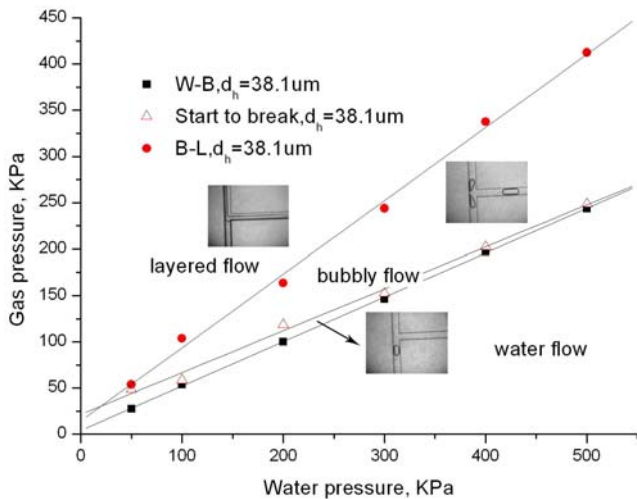 450
400
350
300
250
200
150
100
50
0
Gas pressure, KPa
W-B,dh=38.1um
Start to break,dh=38.1um
B-L,dh=38.1um
layered flow
bubbly flow
water flow
0 100 200 300 400 500
Water pressure, KPa